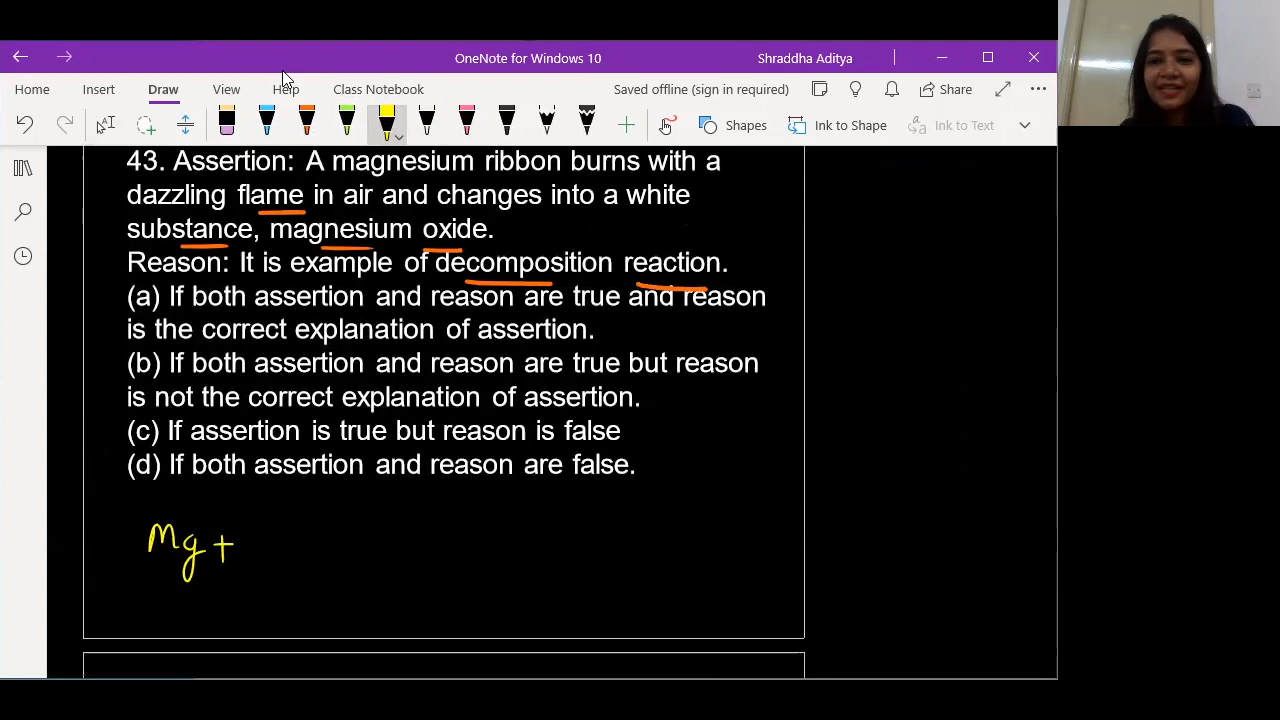 OneNote for Windows 10
Shraddha Aditya
Home Insert Draw View Help Class Notebook
Saved offline (sign in required)
Share
Shapes
Ink to Shape
Ink to Text
43. Assertion: A magnesium ribbon burns with a
dazzling flame in air and changes into a white
substance, magnesium oxide.
Reason: It is example of decomposition reaction.
(a) If both assertion and reason are true and reason
is the correct explanation of assertion.
(b) If both assertion and reason are true but reason
is not the correct explanation of assertion.
(c) If assertion is true but reason is false
(d) If both assertion and reason are false.
Mg +